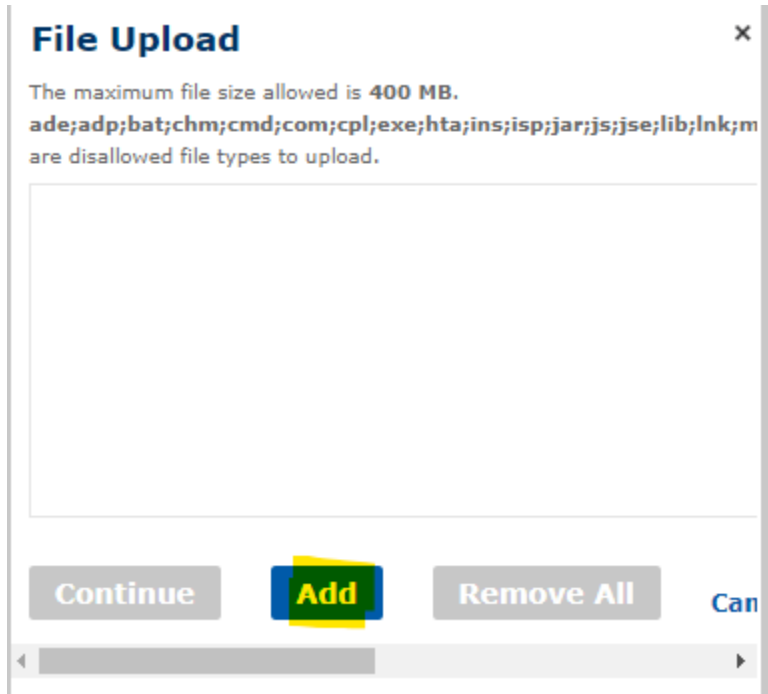 File Upload
×
The maximum file size allowed is 400 MB.
ade;adp;bat;chm;cmd;com;cpl;exe;hta;ins;isp;jar;js;jse;lib;lnk;m
are disallowed file types to upload.
Continue Add Remove All Can